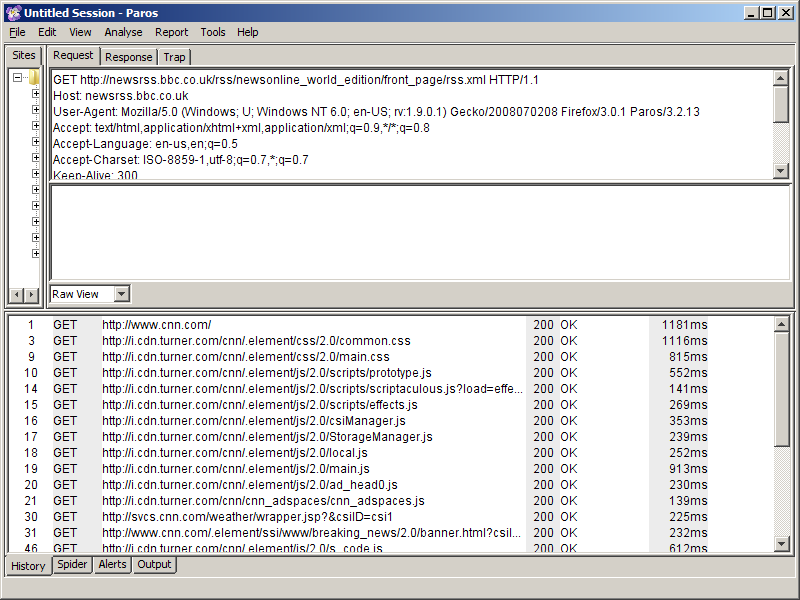 Untitled Session - Paros
File Edit View Analyse Report Tools Help
Sites
Request Response Trap
GET http://newsrss.bbc.co.uk/rss/newsonline_world_edition/front_page/rss.xml HTTP/1.1
Host: newsrss.bbc.co.uk
User-Agent: Mozilla/5.0 (Windows; U; Windows NT 6.0; en-US; rv:1.9.0.1) Gecko/2008070208 Firefox/3.0.1 Paros/3.2.13
Accept: text/html,application/xhtml+xml,application/xml;q=0.9,*/*;q=0.8
Accept-Language: en-us,en;q=0.5
Accept-Charset: ISO-8859-1,utf-8;q=0.7,*;q=0.7
Keep-Alive: 300
Raw View
1 GET http://www.cnn.com/ 200 OK 1181ms
3 GET http://i.cdn.turner.com/cnn/.element/css/2.0/common.css 200 OK 1116ms
9 GET http://i.cdn.turner.com/cnn/.element/css/2.0/main.css 200 OK 815ms
10 GET http://i.cdn.turner.com/cnn/.element/js/2.0/scripts/prototype.js 200 OK 552ms
14 GET http://i.cdn.turner.com/cnn/.element/js/2.0/scripts/scriptaculous.js?load=effe... 200 OK 141ms
15 GET http://i.cdn.turner.com/cnn/.element/js/2.0/scripts/effects.js 200 OK 269ms
16 GET http://i.cdn.turner.com/cnn/.element/js/2.0/csiManager.js 200 OK 353ms
17 GET http://i.cdn.turner.com/cnn/.element/js/2.0/StorageManager.js 200 OK 239ms
18 GET http://i.cdn.turner.com/cnn/.element/js/2.0/local.js 200 OK 252ms
19 GET http://i.cdn.turner.com/cnn/.element/js/2.0/main.js 200 OK 913ms
20 GET http://i.cdn.turner.com/cnn/.element/js/2.0/ad_head0.js 200 OK 230ms
21 GET http://i.cdn.turner.com/cnn/cnn_adspaces/cnn_adspaces.js 200 OK 139ms
30 GET http://svcs.cnn.com/weather/wrapper.jsp?&csiID=csi1 200 OK 225ms
31 GET http://www.cnn.com/.element/ssi/www/breaking_news/2.0/banner.html?csiI... 200 OK 232ms
46 GET http://i.cdn.turner.com/cnn/.element/js/2.0/s_code.js 200 OK 612ms
History Spider Alerts Output